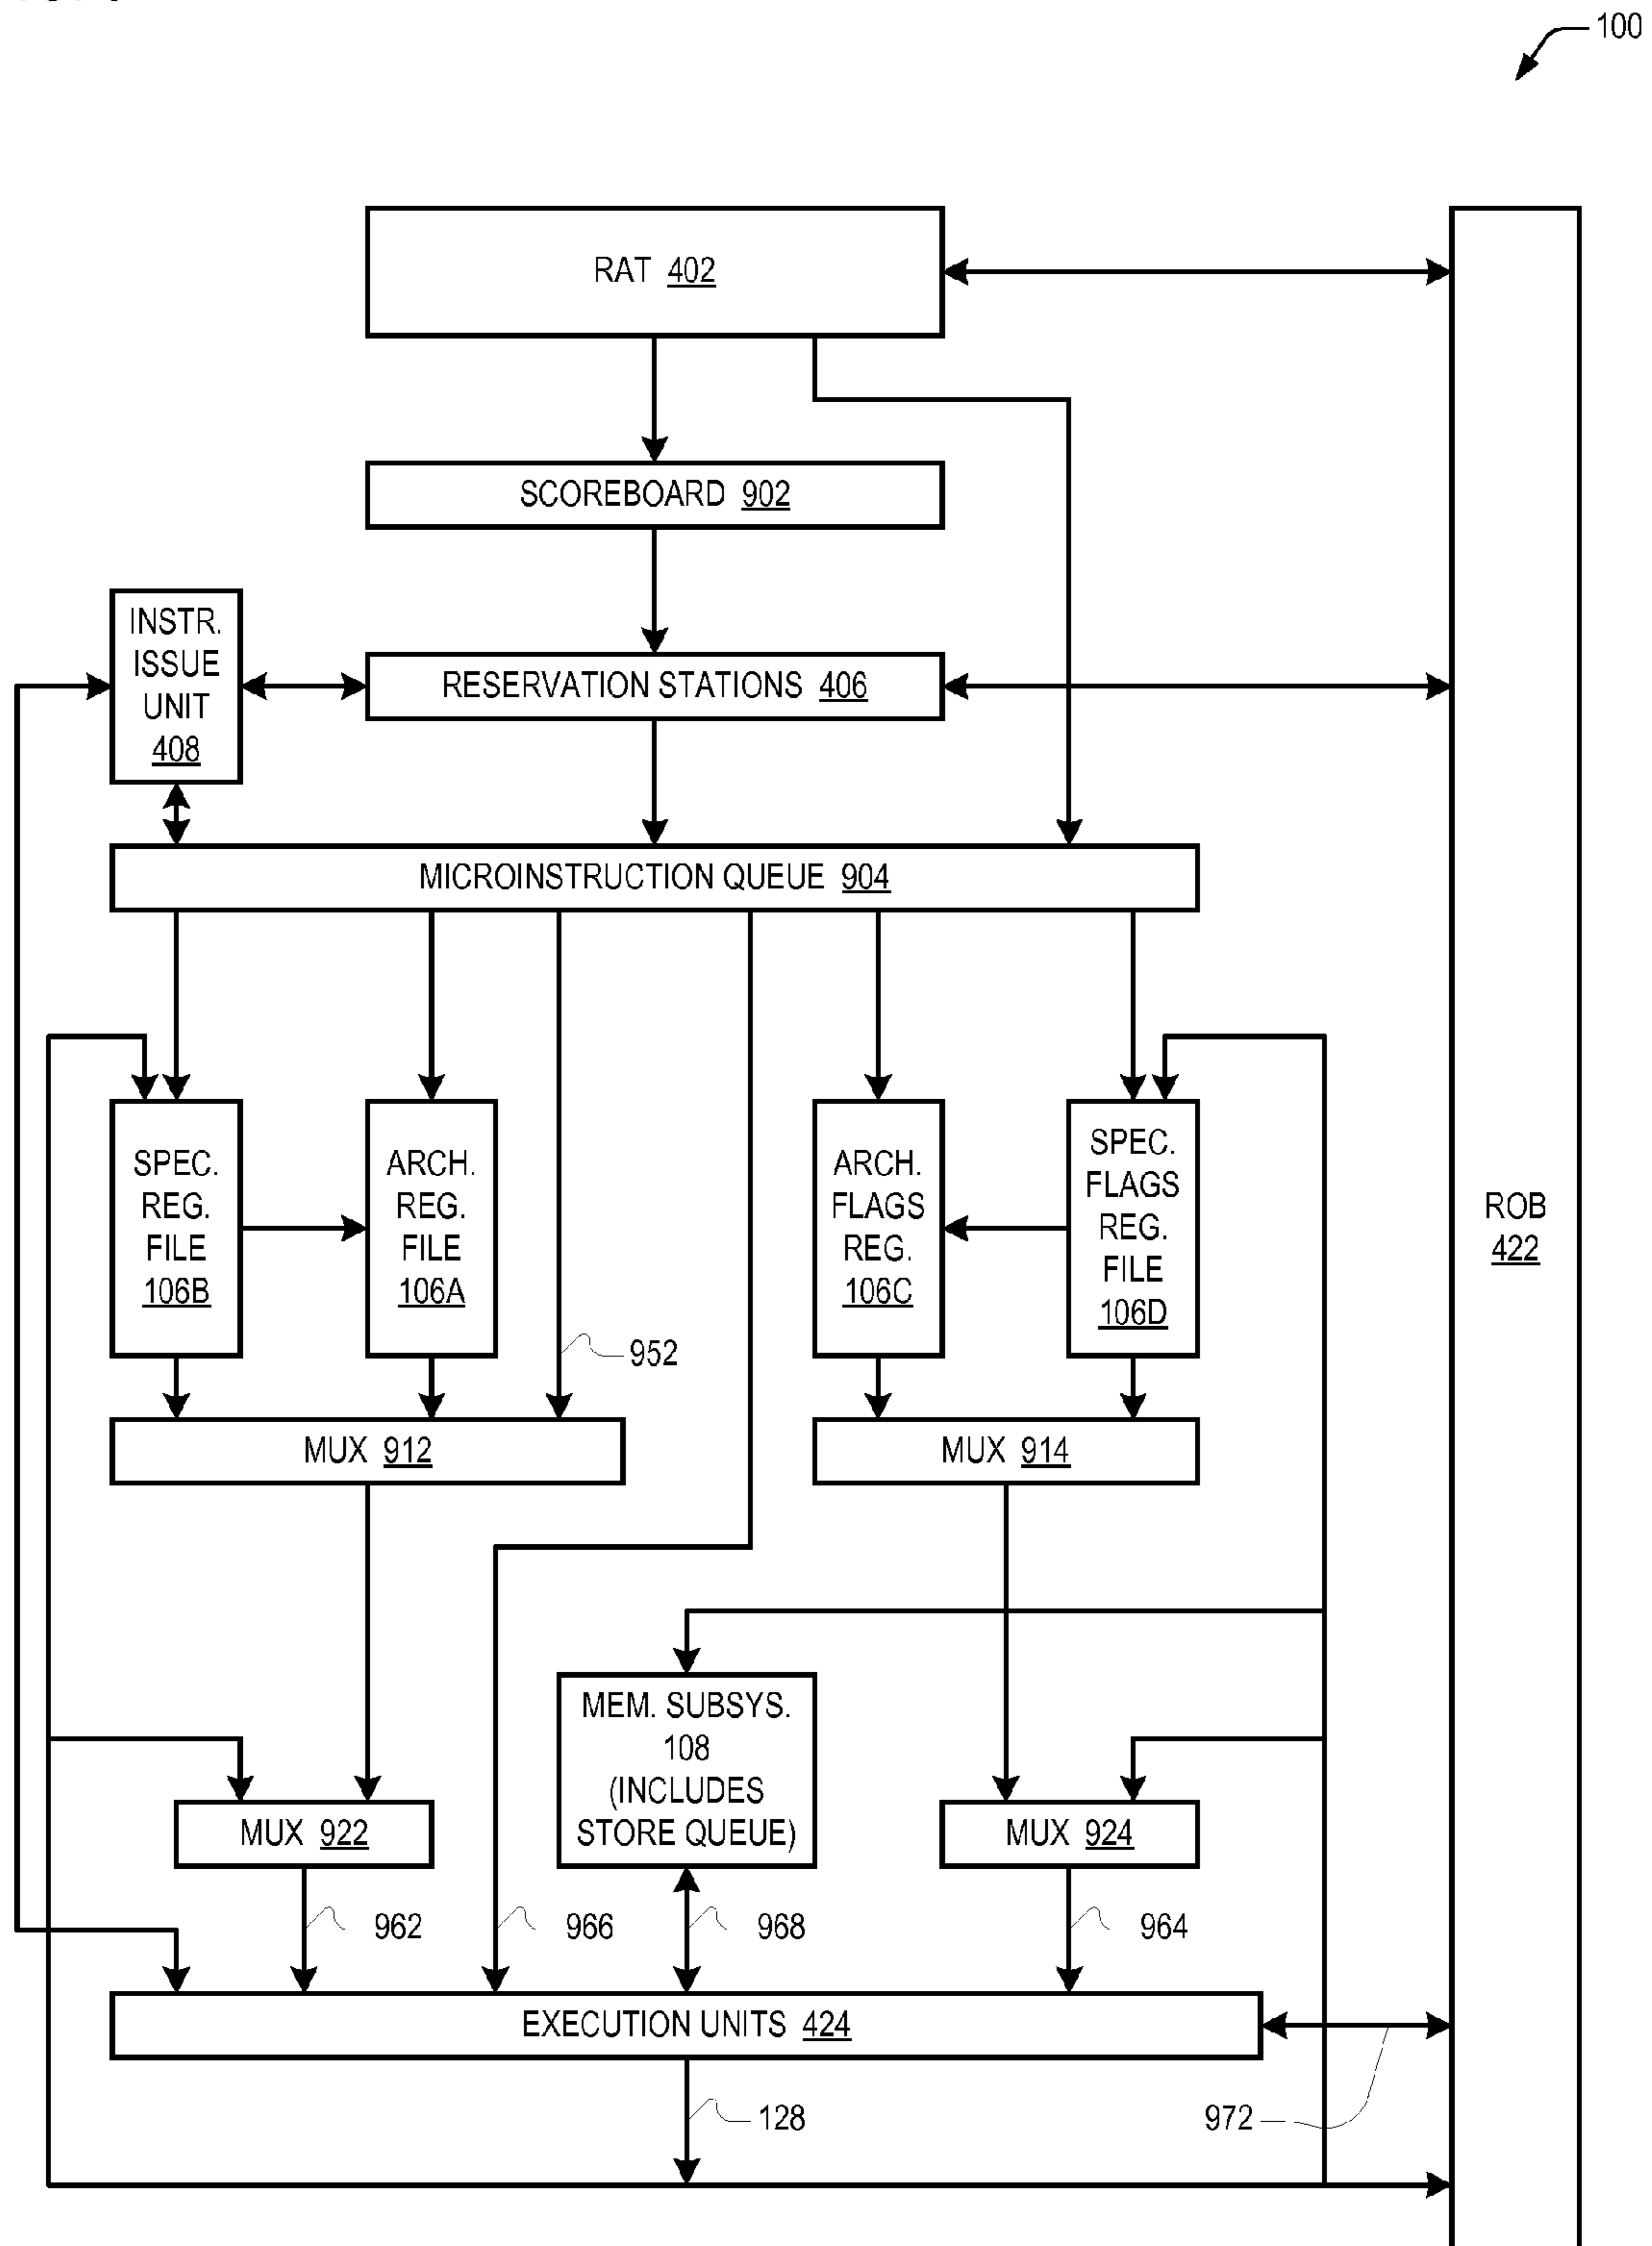 100
RAT 402
SCOREBOARD 902
INSTR.
ISSUE
UNIT
408
RESERVATION STATIONS 406
MICROINSTRUCTION QUEUE 904
SPEC.
REG.
FILE
106B
ARCH.
REG.
FILE
106A
952
ARCH.
FLAGS
REG.
106C
SPEC.
FLAGS
REG.
FILE
106D
ROB
422
MUX 912
MUX 914
MEM. SUBSYS.
108
(INCLUDES
STORE QUEUE)
MUX 922
MUX 924
962
966
968
964
EXECUTION UNITS 424
128
972